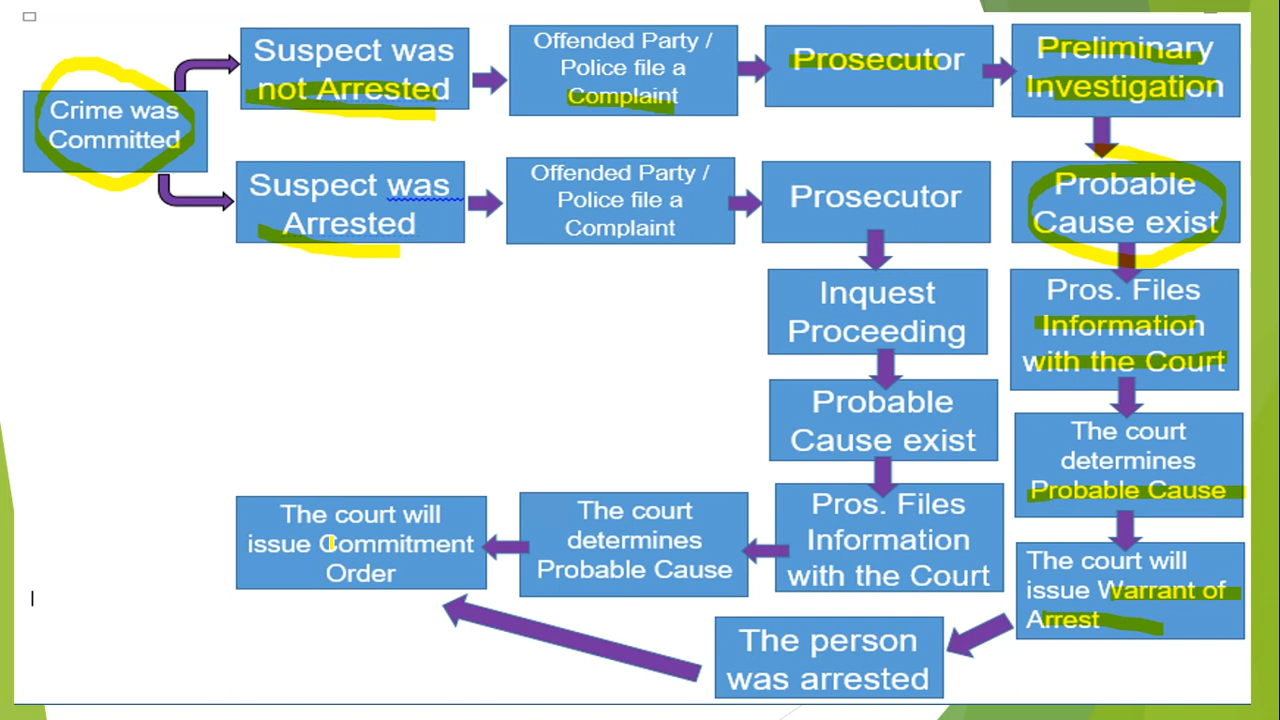 Crime was
Committed
Suspect was
not Arrested
Offended Party /
Police file a
Complaint
Prosecutor
Preliminary
Investigation
Suspect was
Arrested
Offended Party /
Police file a
Complaint
Prosecutor
Probable
Cause exist
Inquest
Proceeding
Pros. Files
Information
with the Court
Probable
Cause exist
The court
determines
Probable Cause
The court will
issue Commitment
Order
The court
determines
Probable Cause
Pros. Files
Information
with the Court
The court will
issue Warrant of
Arrest
The person
was arrested